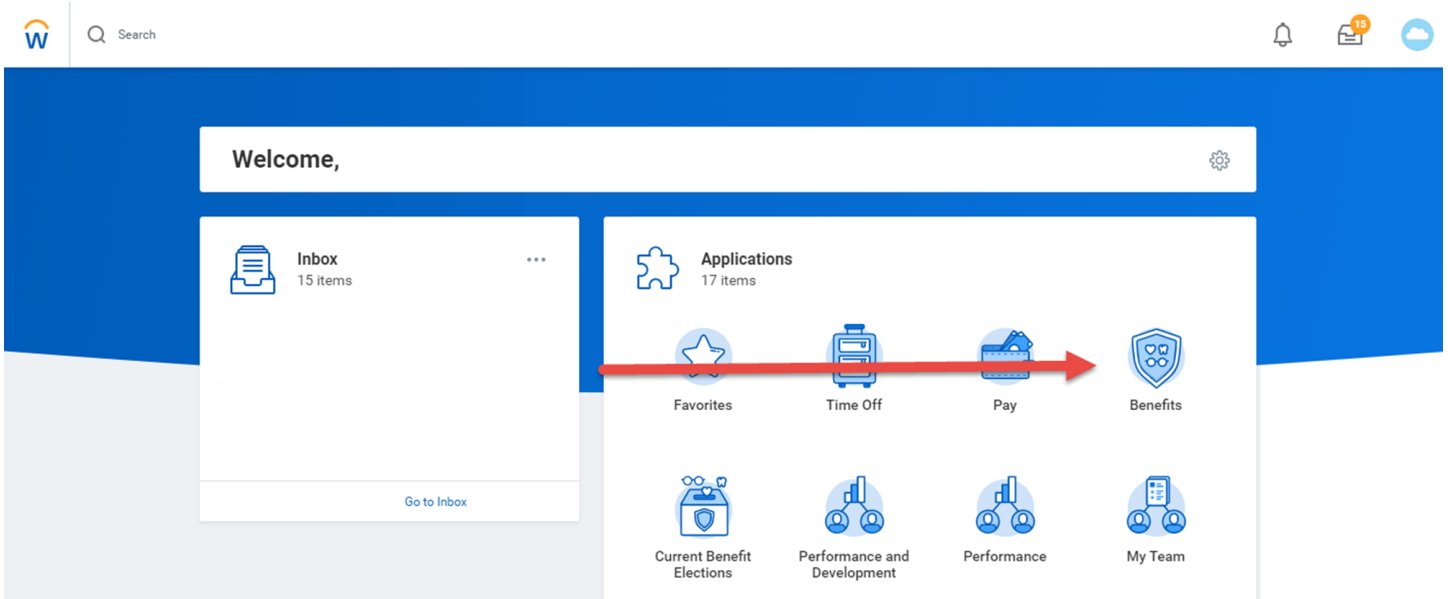 W
Search
15
Welcome,
Inbox
15 items
Go to Inbox
Applications
17 items
Favorites
Time Off
Pay
Benefits
Current Benefit
Elections
Performance and
Development
Performance
My Team